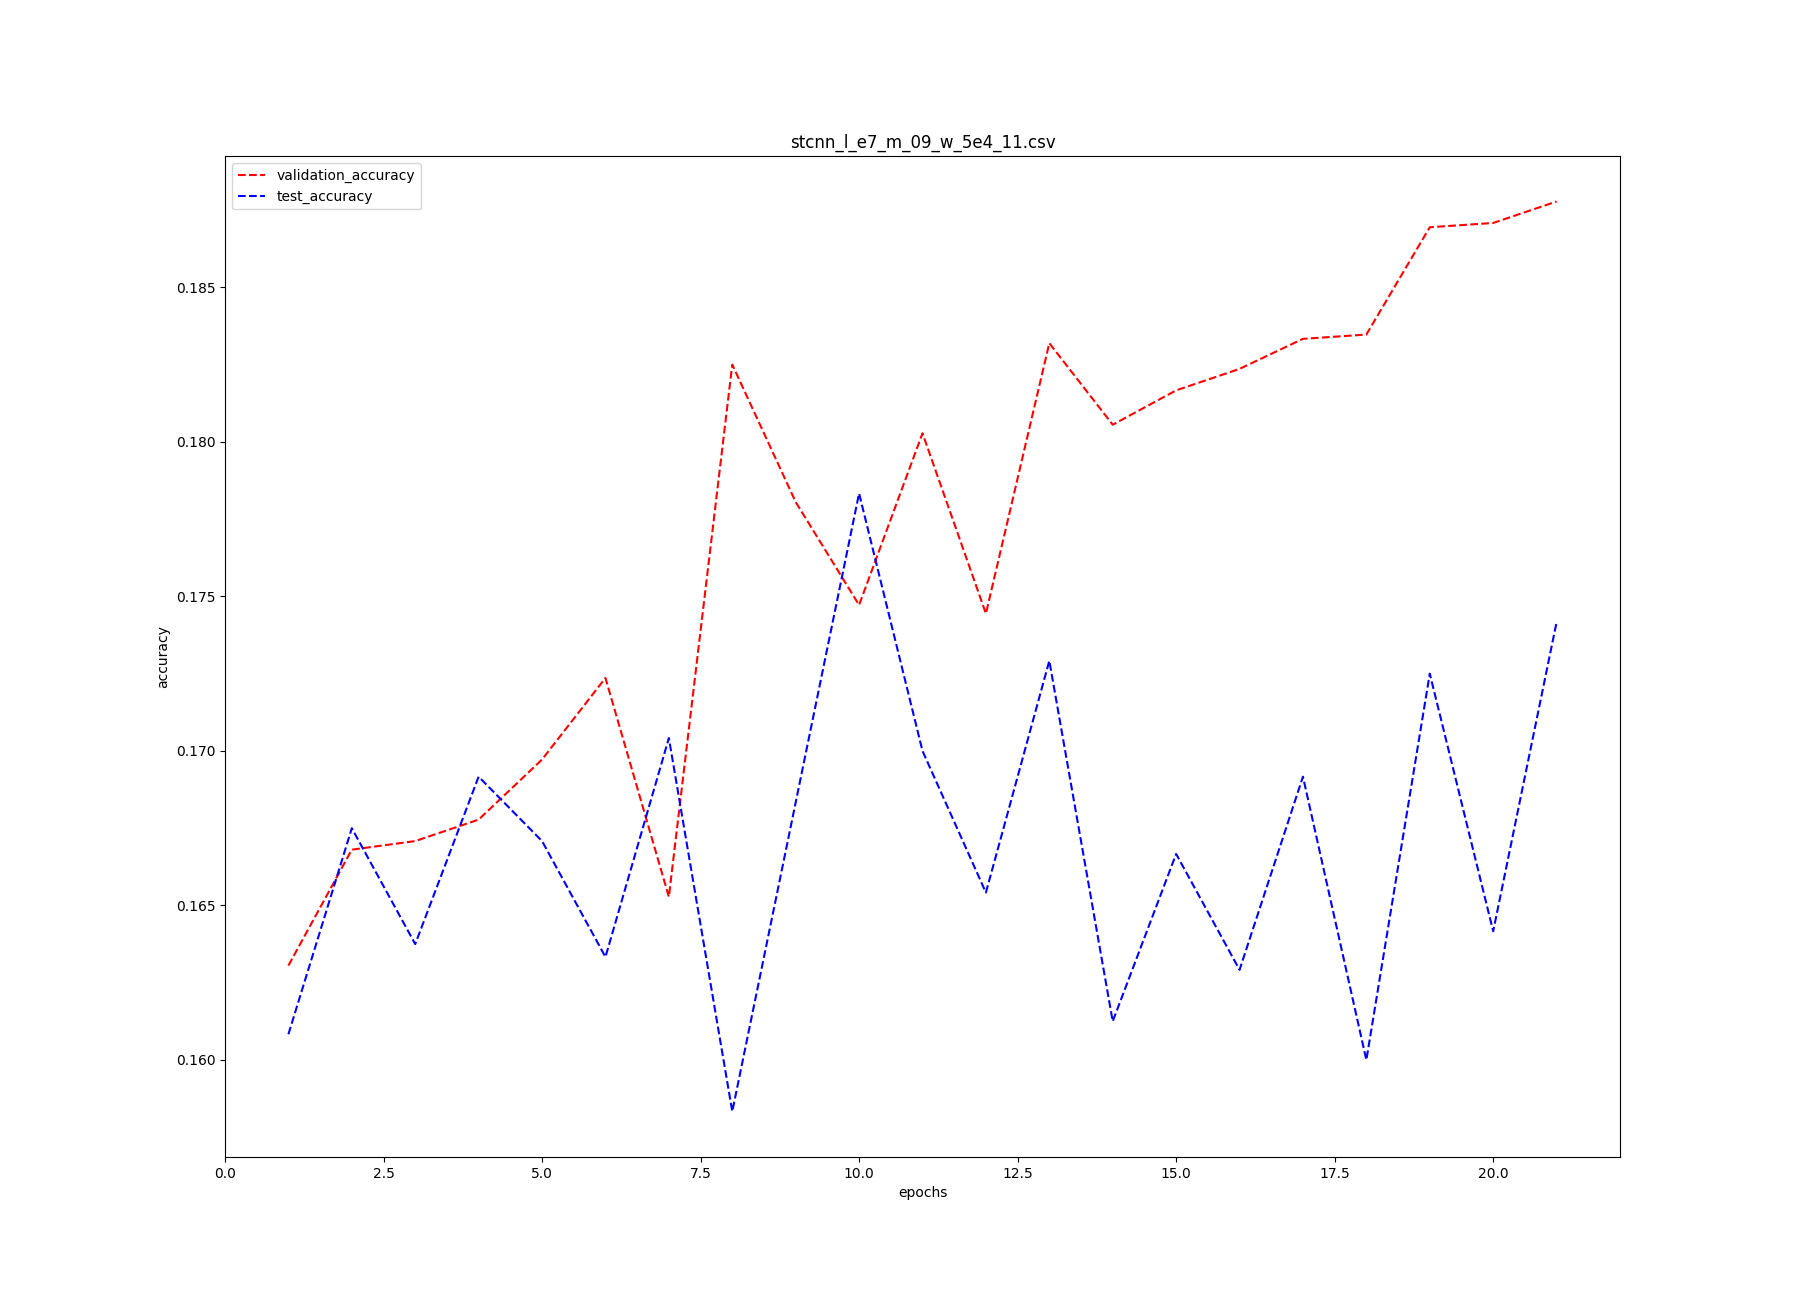 stcnn_l_e7_m_09_w_5e4_11.csv
validation_accuracy
test_accuracy
0.185
0.180
0.175
0.170
0.165
0.160
accuracy
0.0 2.5 5.0 7.5 10.0 12.5 15.0 17.5 20.0
epochs